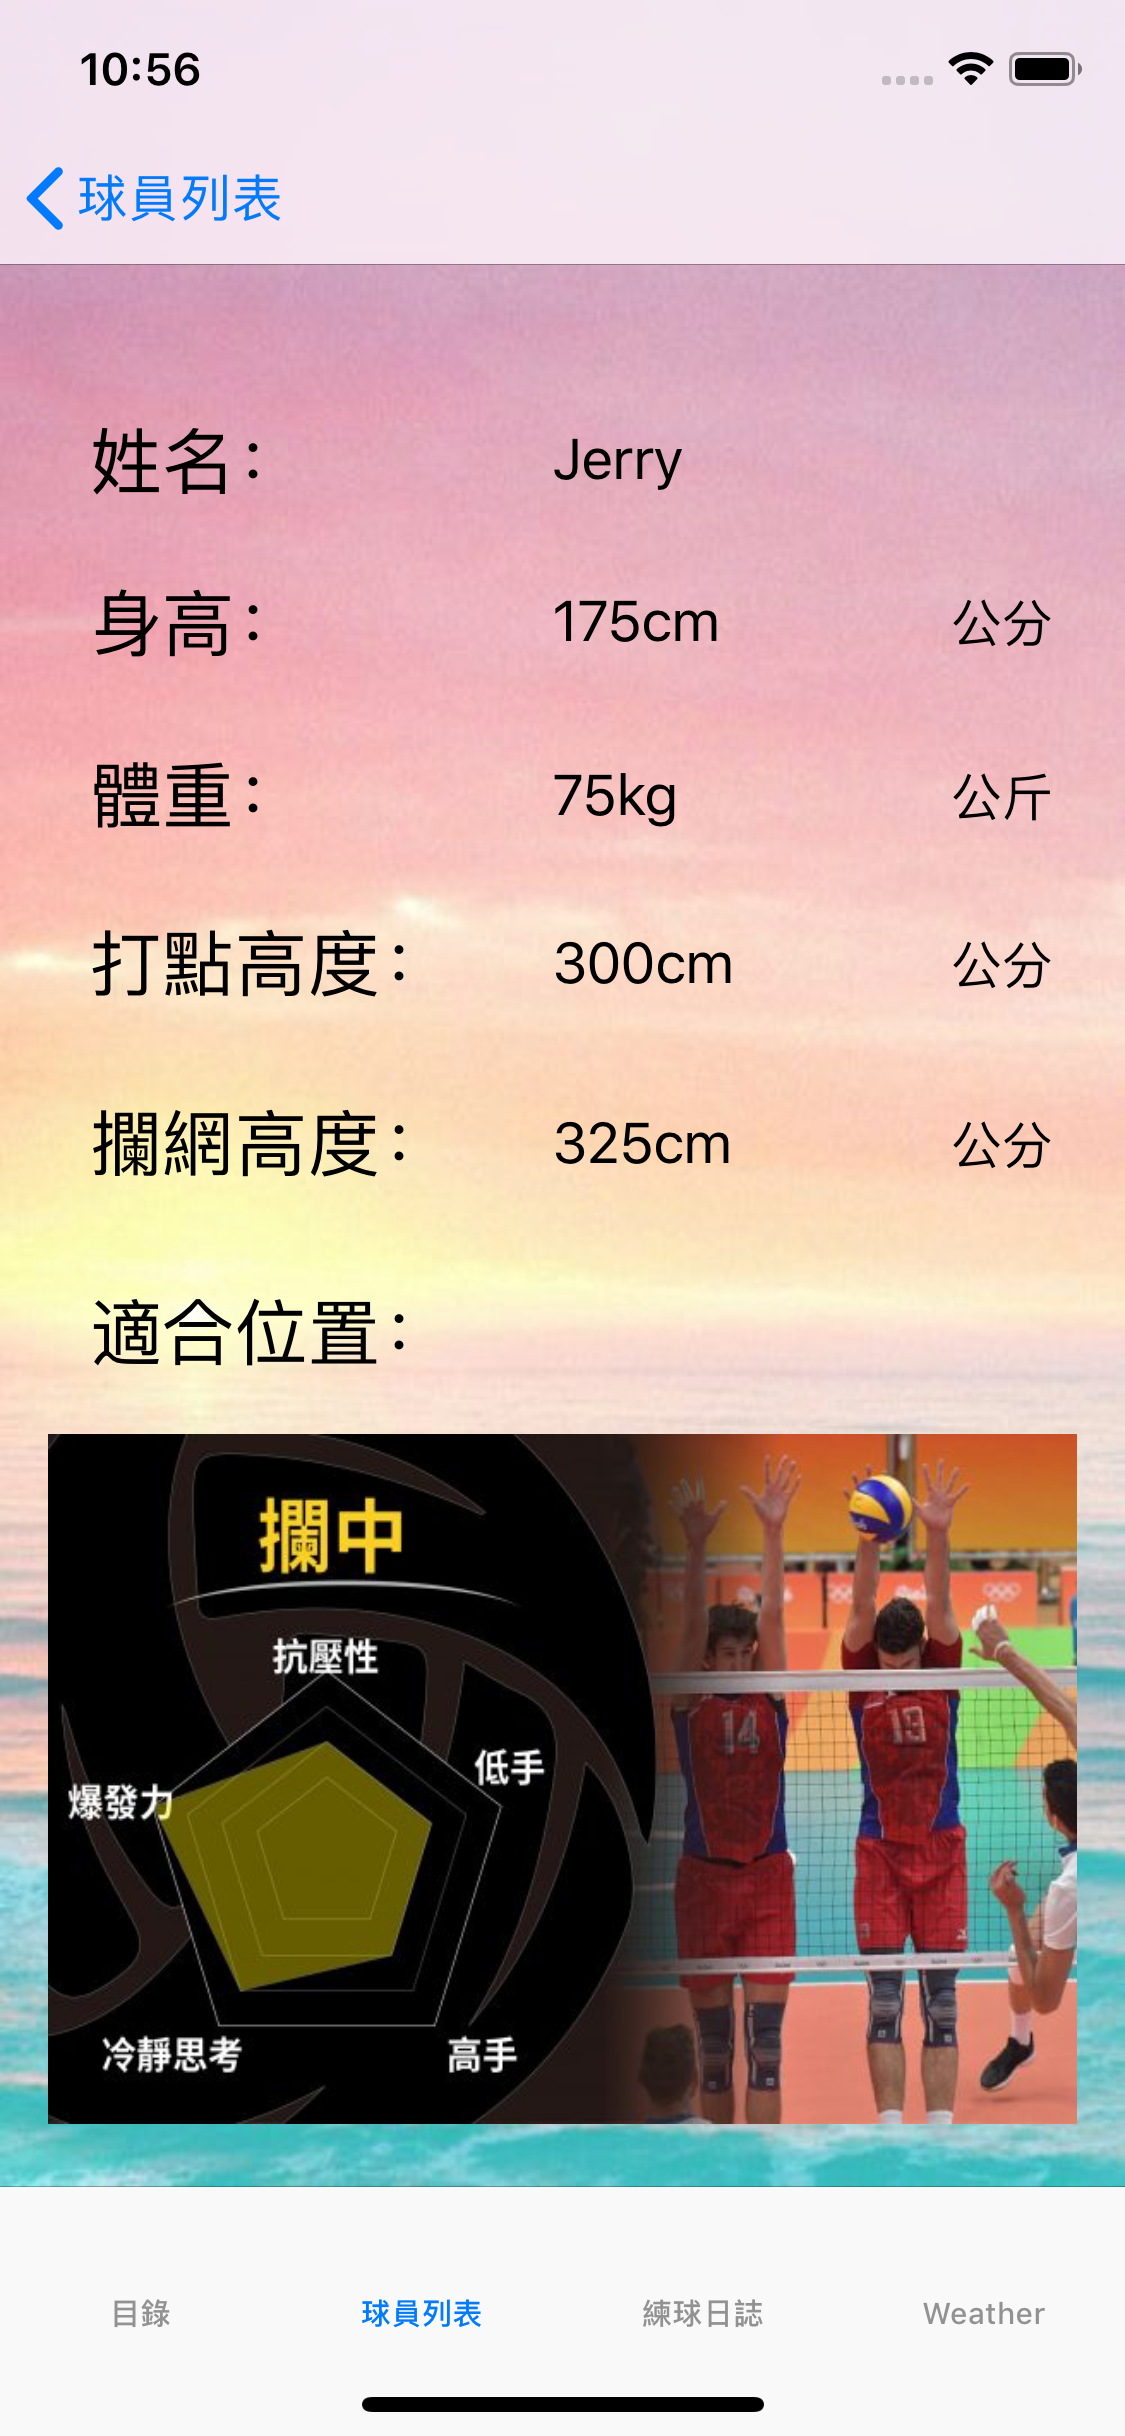 10:56
球員列表
姓名：
Jerry
身高：
175cm
公分
體重：
75kg
公斤
打點高度：
300cm
公分
攔網高度：
325cm
公分
適合位置：
攔中
抗壓性
低手
爆發力
冷靜思考
高手
14
13
目錄
球員列表
練球日誌
Weather